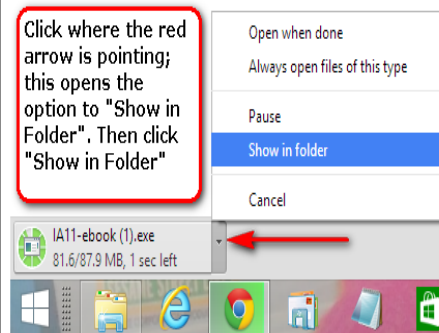 Click where the red
arrow is pointing;
this opens the
option to "Show in
Folder". Then click
"Show in Folder"
Open when done
Always open files of this type
Pause
Show in folder
Cancel
IA11-ebook (1).exe
81.6/87.9 MB, 1 sec left